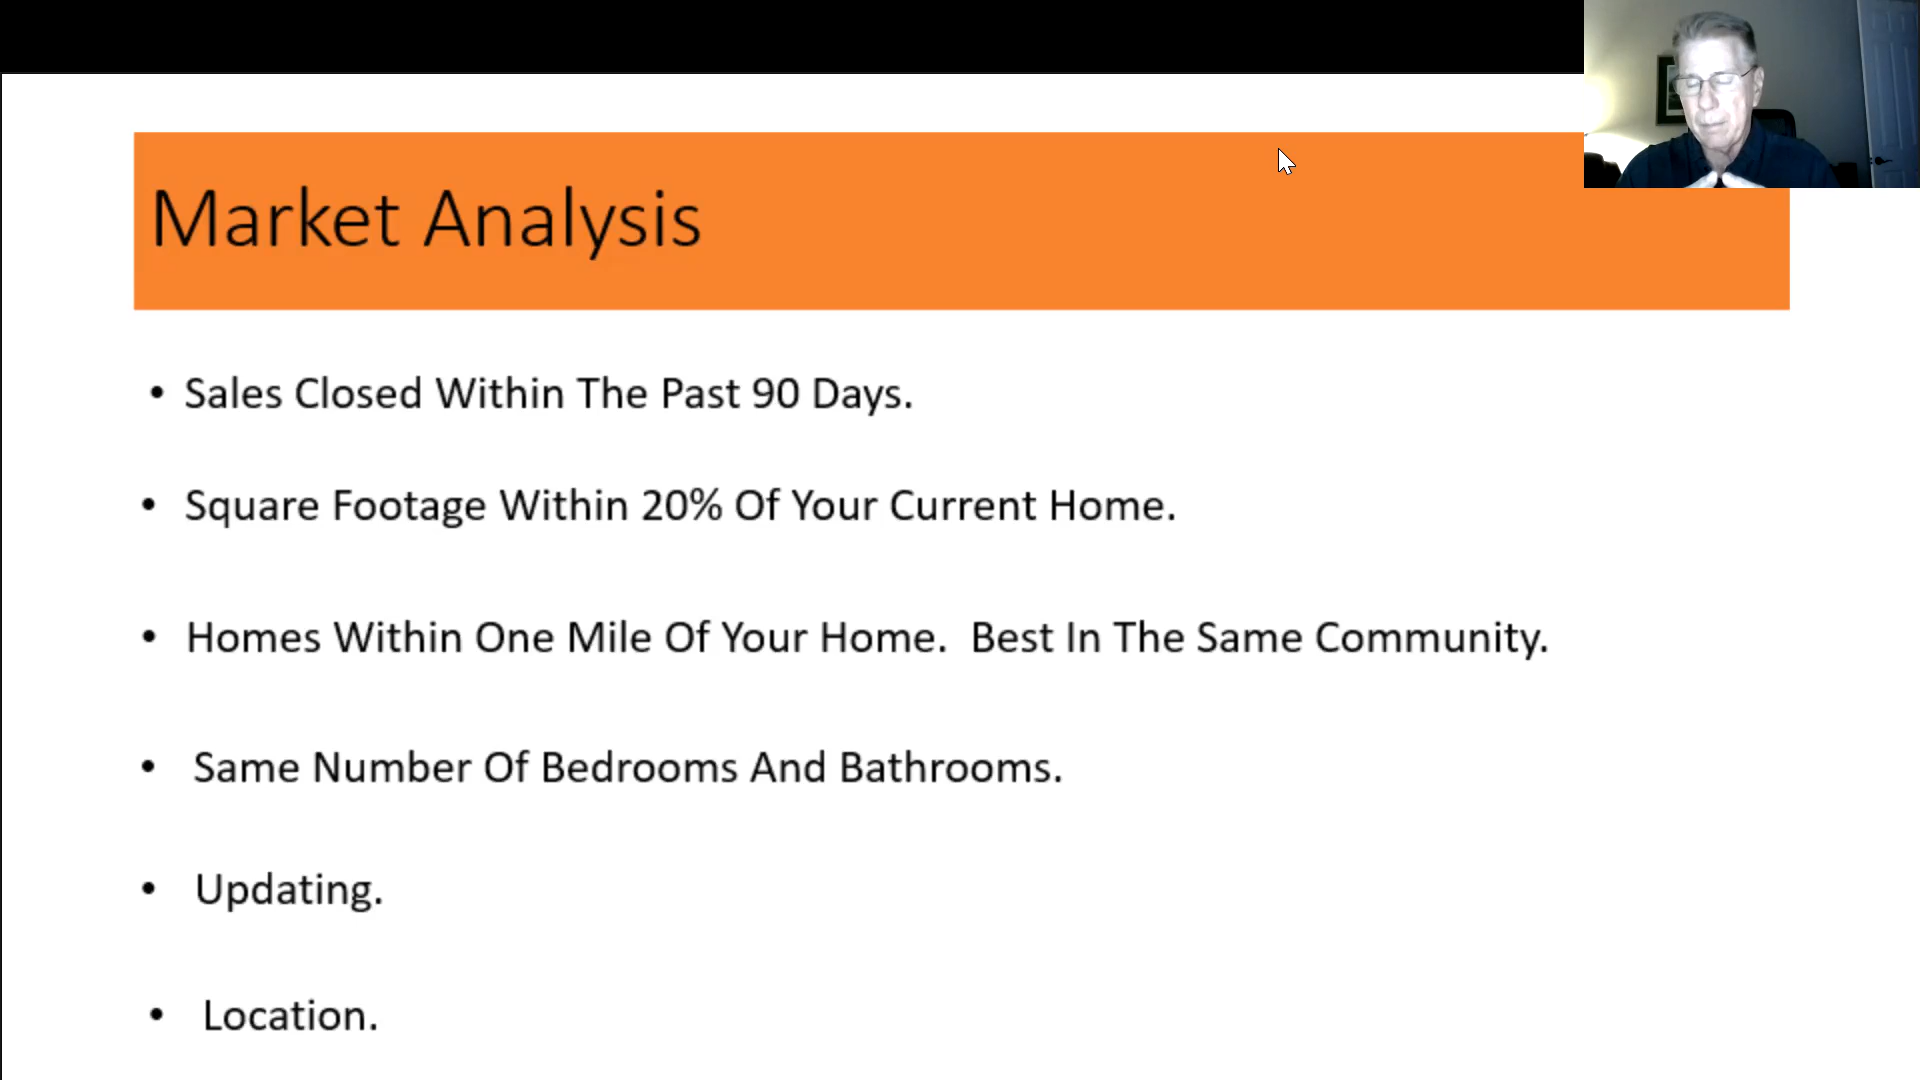 Market Analysis
• Sales Closed Within The Past 90 Days.
• Square Footage Within 20% Of Your Current Home.
• Homes Within One Mile Of Your Home.  Best In The Same Community.
• Same Number Of Bedrooms And Bathrooms.
• Updating.
• Location.